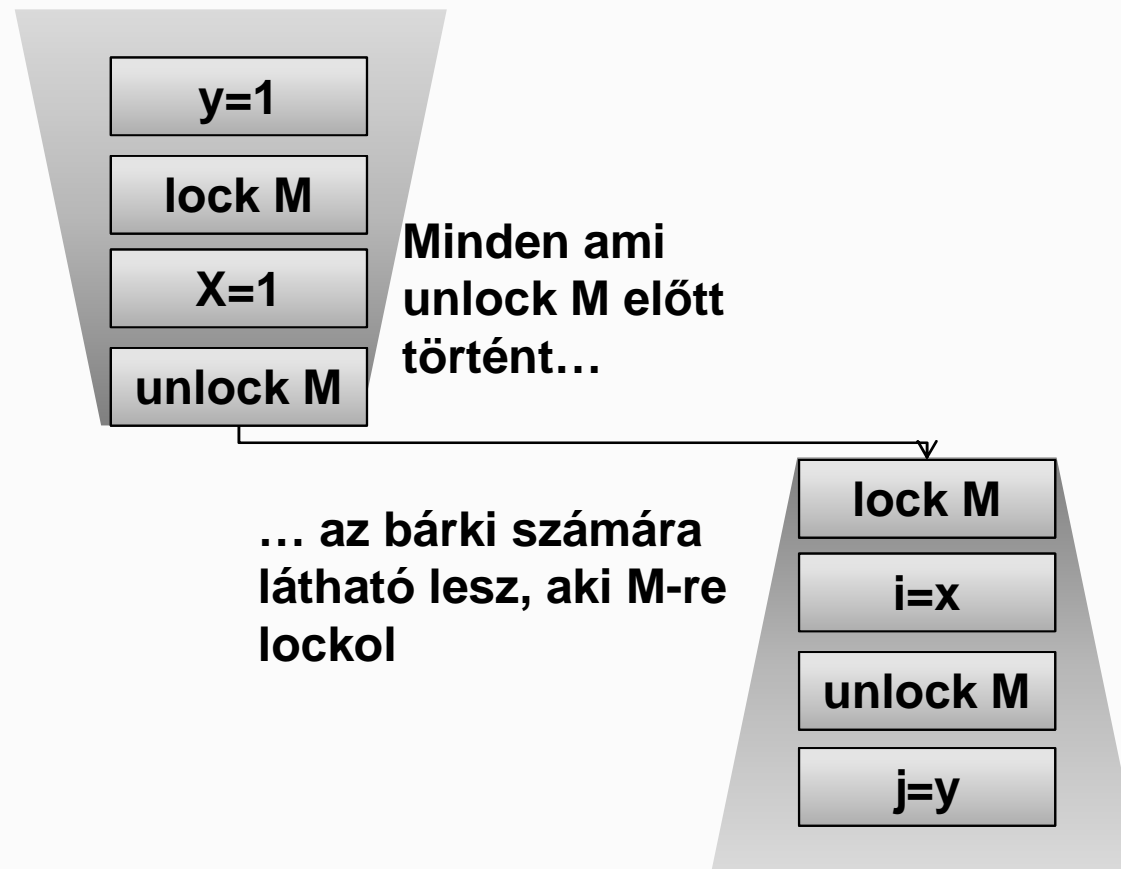 y=1
lock M
X=1
unlock M
Minden ami
unlock M előtt
történt…
… az bárki számára
látható lesz, aki M-re
lockol
lock M
i=x
unlock M
j=y